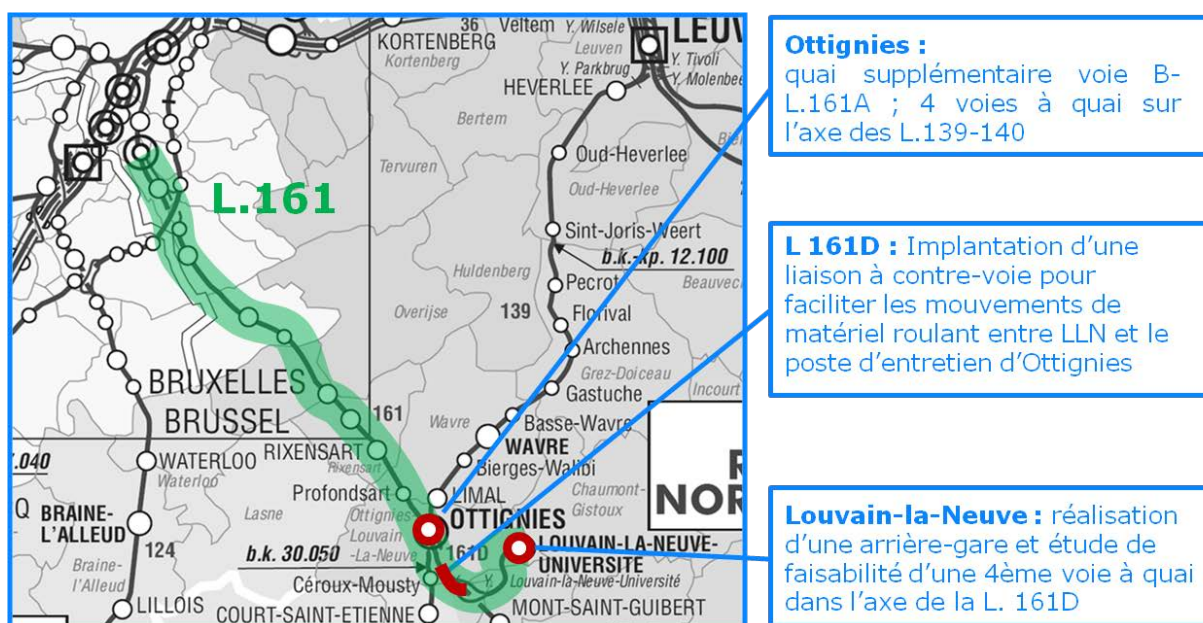 36 Veltem Y. Wilsele
KORTENBERG
Kortenberg
Leuven
Y. Parkbrug
Y. Tivoli
HEVERLEE
Bertem
Oud-Heverlee
Tervuren
Oud-Heverlee
L.161
Sint-Joris-Weert
b.k.-kp. 12.100
Huldenberg
Pecrot
Overijse
139
Florival
Archennes
Grez-Doiceau
BRUXELLES
BRUSSEL
Gastuche
Incourt
161
Wavre
Basse-Wavre
WATERLOO
RIXENSART
WAVRE
Waterloo
Rixensart
Bierges-Walibi
Profondsart
LIMAL
Chaumont-
Gistoux
BRAINE-
L'ALLEUD
Lasne
Ottignies
Louvain
-La-Neuve
OTTIGNIES
161D
LOUVAIN-LA-NEUVE-
UNIVERSITÉ
b.k. 30.050
124
Braine-
l'Alleud
Céroux-Mousty
Y. Louvain-la-Neuve-Université
LILLOIS
COURT-SAINT-ETIENNE
MONT-SAINT-GUIBERT
Ottignies :
quai supplémentaire voie B-
L.161A ; 4 voies à quai sur
l'axe des L.139-140
L 161D : Implantation d'une
liaison à contre-voie pour
faciliter les mouvements de
matériel roulant entre LLN et le
poste d'entretien d'Ottignies
Louvain-la-Neuve : réalisation
d'une arrière-gare et étude de
faisabilité d'une 4ème voie à quai
dans l'axe de la L. 161D